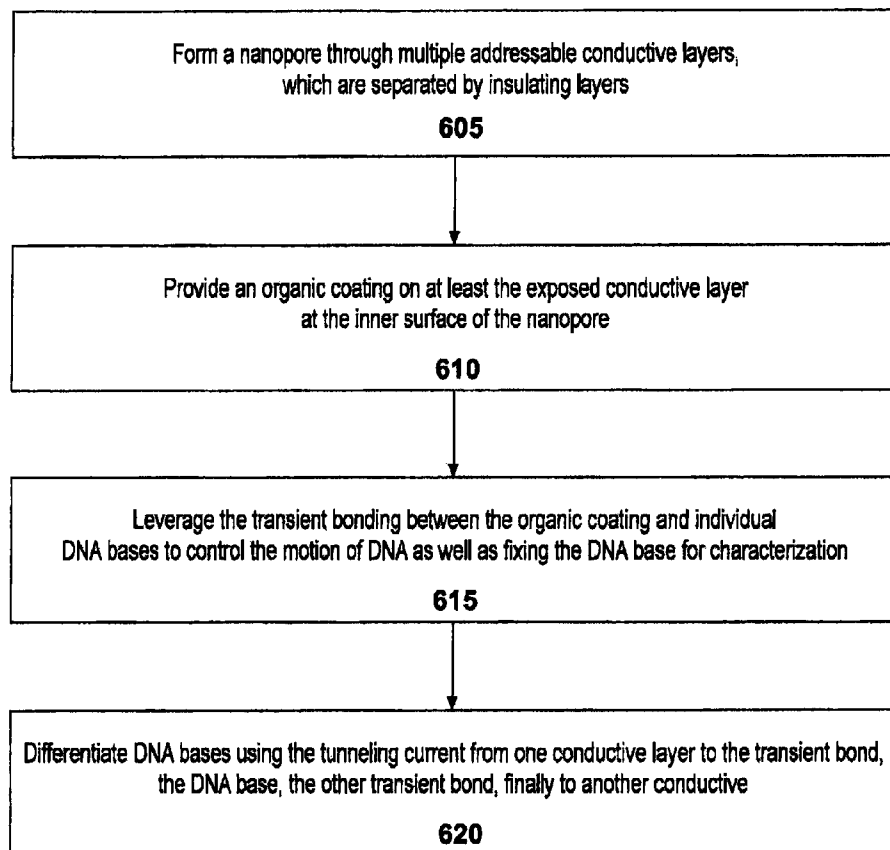 Form a nanopore through multiple addressable conductive layers,
which are separated by insulating layers
605
Provide an organic coating on at least the exposed conductive layer
at the inner surface of the nanopore
610
Leverage the transient bonding between the organic coating and individual
DNA bases to control the motion of DNA as well as fixing the DNA base for characterization
615
Differentiate DNA bases using the tunneling current from one conductive layer to the transient bond,
the DNA base, the other transient bond, finally to another conductive
620